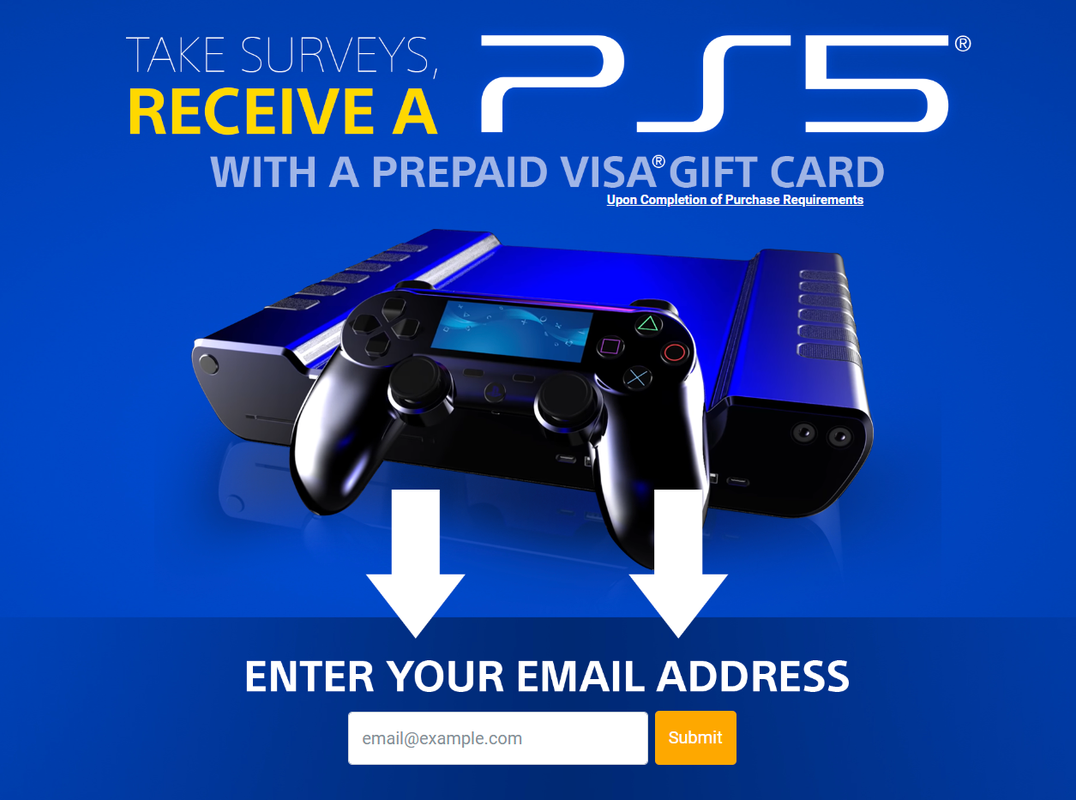 TAKE SURVEYS,
RECEIVE A
PS5®
WITH A PREPAID VISA® GIFT CARD
Upon Completion of Purchase Requirements
ENTER YOUR EMAIL ADDRESS
email@example.com
Submit